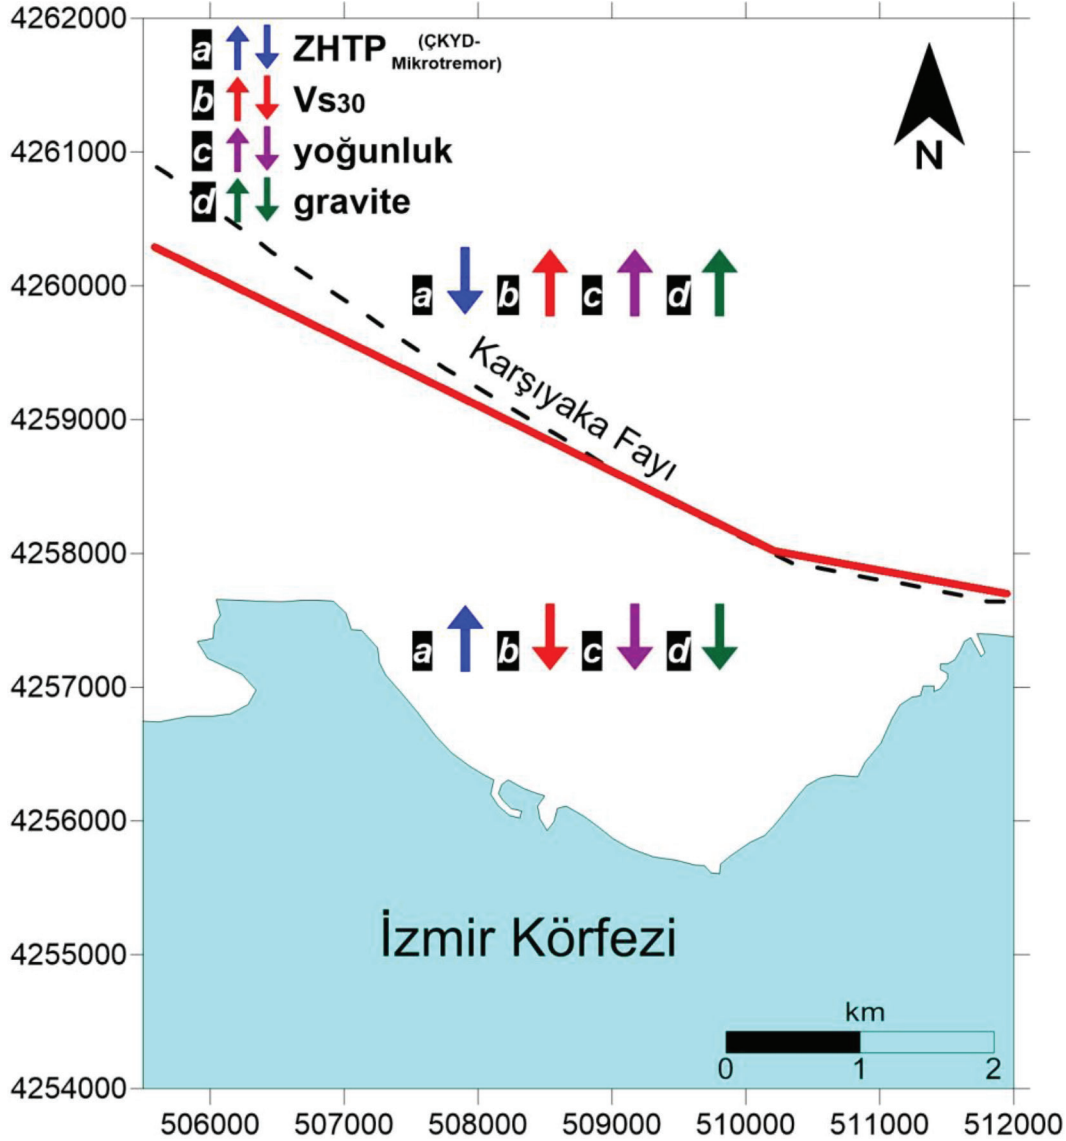 4262000
4261000
4260000
4259000
4258000
4257000
4256000
4255000
4254000
a ZHTP (ÇKYD-
Mikrotremor)
b Vs30
c yoğunluk
d gravite
N
a b c d
Karşıyaka Fayı
a b c d
İzmir Körfezi
km
0 1 2
506000 507000 508000 509000 510000 511000 512000